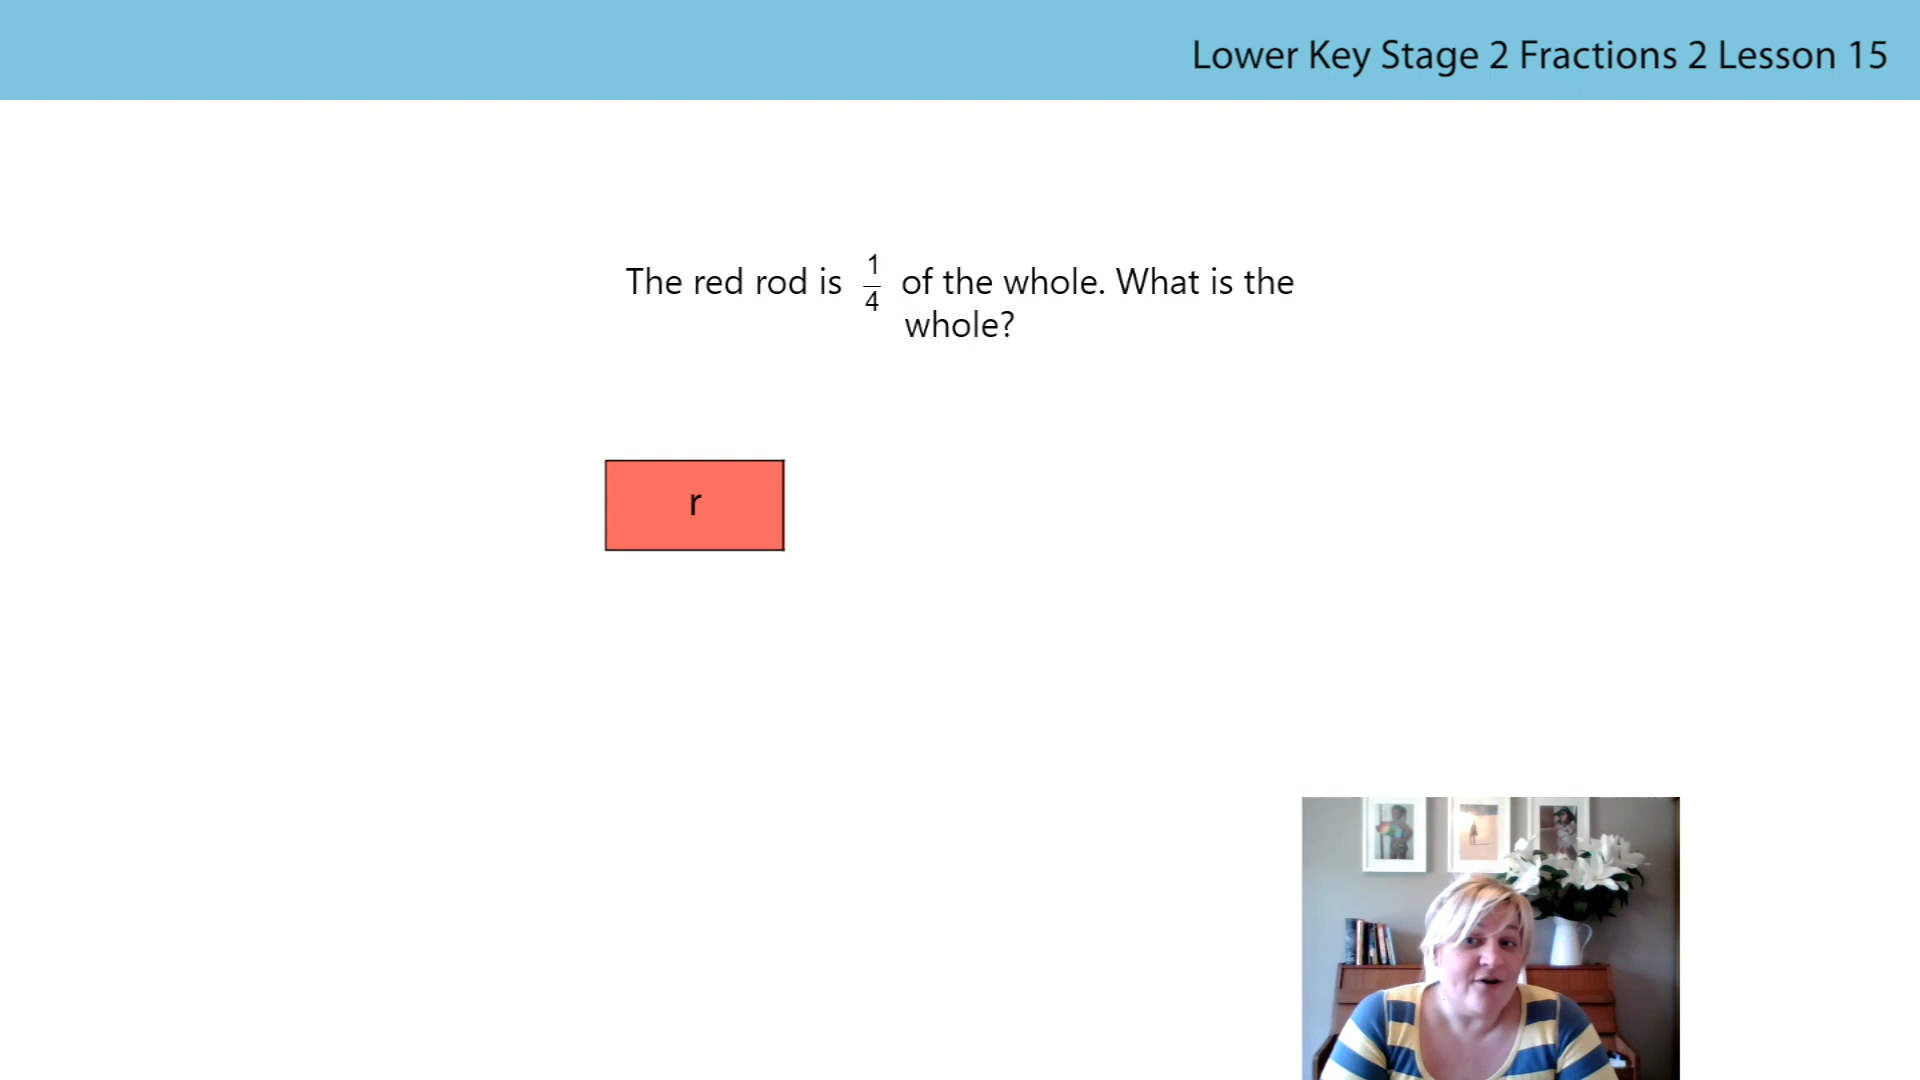 Lower Key Stage 2 Fractions 2 Lesson 15
The red rod is 1/4 of the whole. What is the
whole?
r